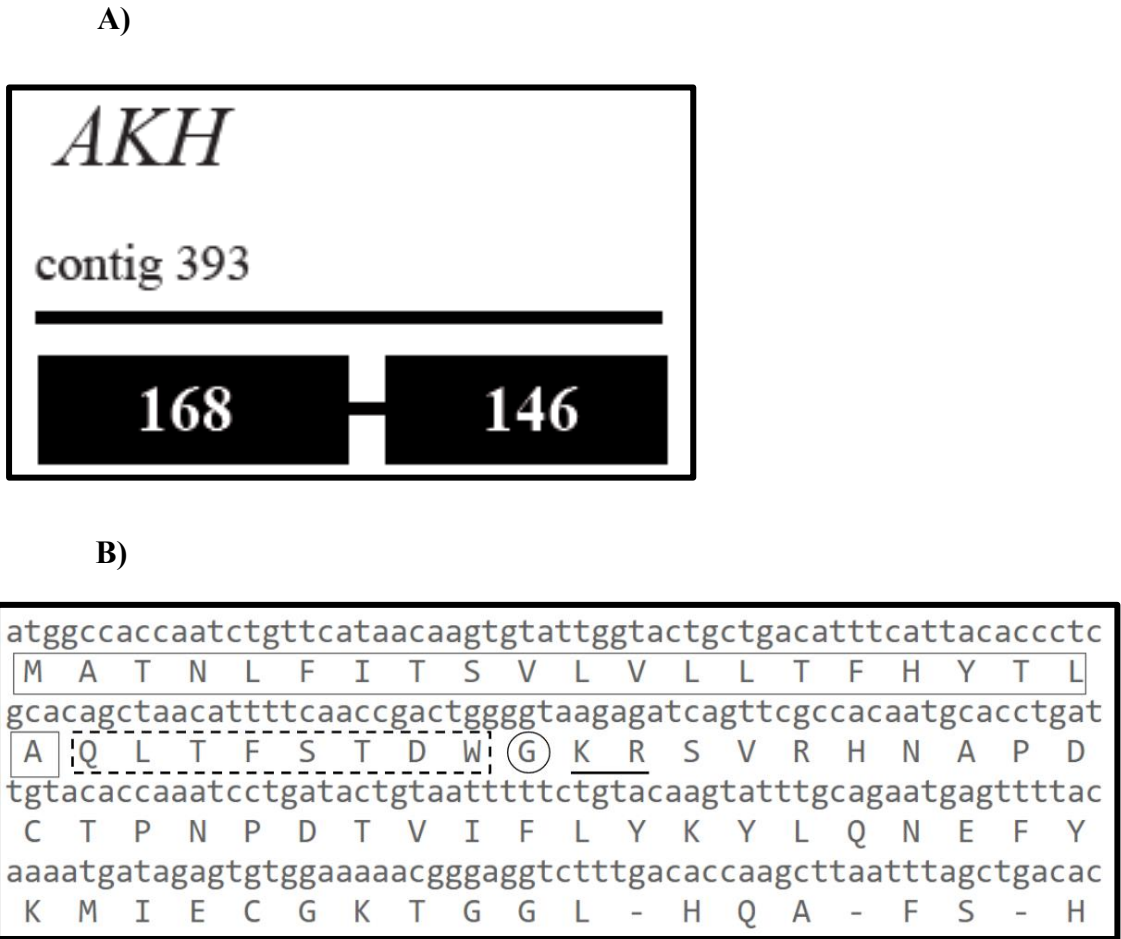 A)
AKH
contig 393
168
146
B)
atggccaccaatctgttcataacaagtgtattggtactgctgacatttcattacaccctc
M A T N L F I T S V L V L L T F H Y T L
gcacagctaacattttcaaccgactggggtaagagatcagttcgccacaatgcacctgat
A Q L T F S T D W G K R S V R H N A P D
tgtacaccaaatcctgatactgtaatttttctgtacaagtatttgcagaatgagttttac
C T P N P D T V I F L Y K Y L Q N E F Y
aaaatgatagagtgtggaaaaacgggaggtctttgacaccaagcttaatttagctgacac
K M I E C G K T G G L - H Q A - F S - H